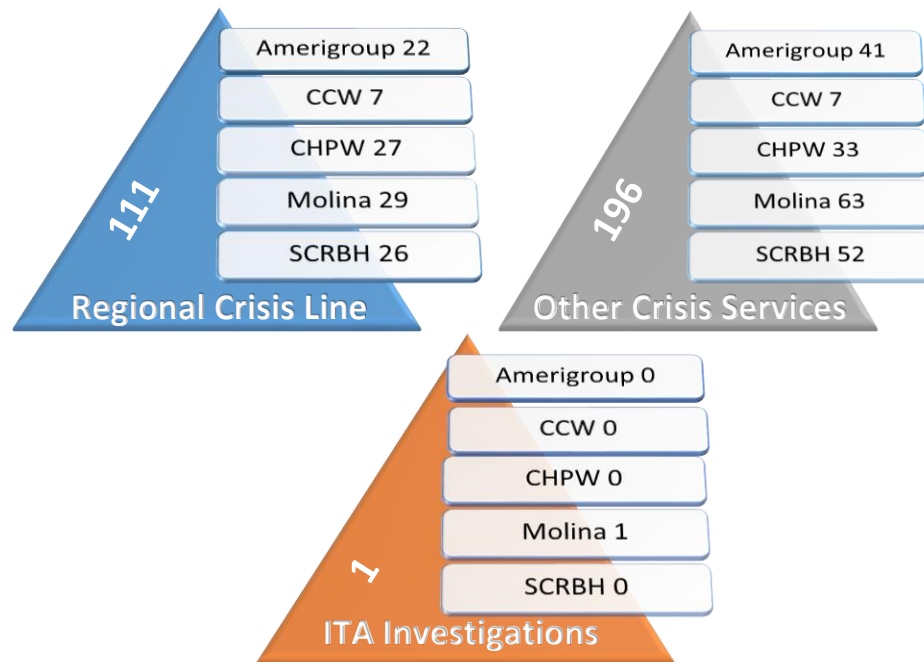 Amerigroup 22
CCW 7
CHPW 27
Molina 29
SCRBH 26
111
Regional Crisis Line
Amerigroup 41
CCW 7
CHPW 33
Molina 63
SCRBH 52
196
Other Crisis Services
Amerigroup 0
CCW 0
CHPW 0
Molina 1
SCRBH 0
1
ITA Investigations